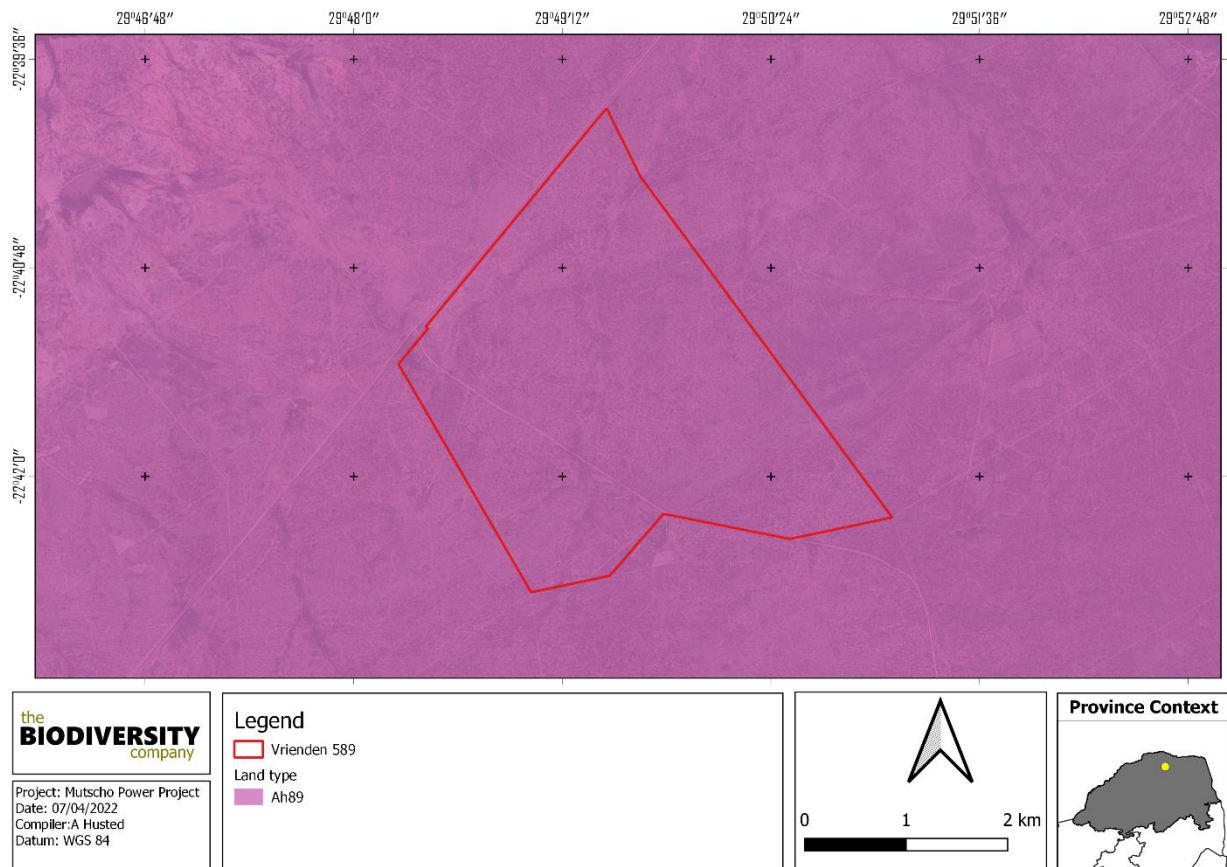 29°46′48″ 29°48′0″ 29°49′12″ 29°50′24″ 29°51′36″ 29°52′48″
-22°39′36″
-22°40′48″
-22°42′0″
the
BIODIVERSITY
company
Project: Mutscho Power Project
Date: 07/04/2022
Compiler:A Husted
Datum: WGS 84
Legend
Vrienden 589
Land type
Ah89
0 1 2 km
Province Context